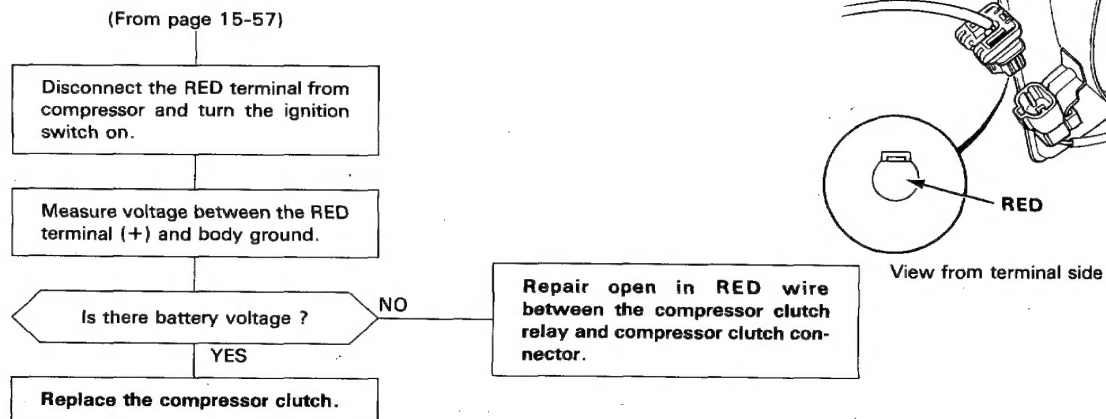 (From page 15-57)
Disconnect the RED terminal from
compressor and turn the ignition
switch on.
Measure voltage between the RED
terminal (+) and body ground.
Is there battery voltage ?
NO
YES
Replace the compressor clutch.
Repair open in RED wire
between the compressor clutch
relay and compressor clutch con-
nector.
RED
View from terminal side